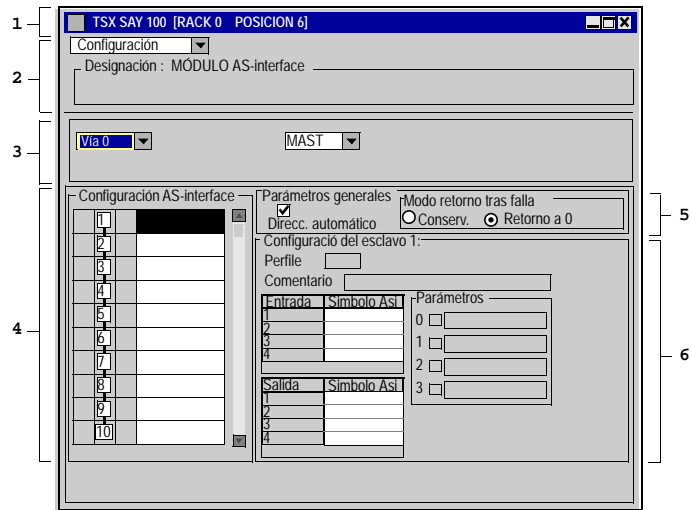 1
TSX SAY 100 [RACK 0 POSICION 6]
Configuración
2
Designación : MÓDULO AS-interface
3
Vía 0
MAST
4
Configuración AS-interface
1
2
3
4
5
6
7
8
9
10
Parámetros generales
Direcc. automático
Modo retorno tras falla
Conserv. Retorno a 0
5
Configuració del esclavo 1:
Perfile
Comentario
Entrada Simbolo Asi
1
2
3
4
Salida Simbolo Asi
1
2
3
4
Parámetros
0
1
2
3
6